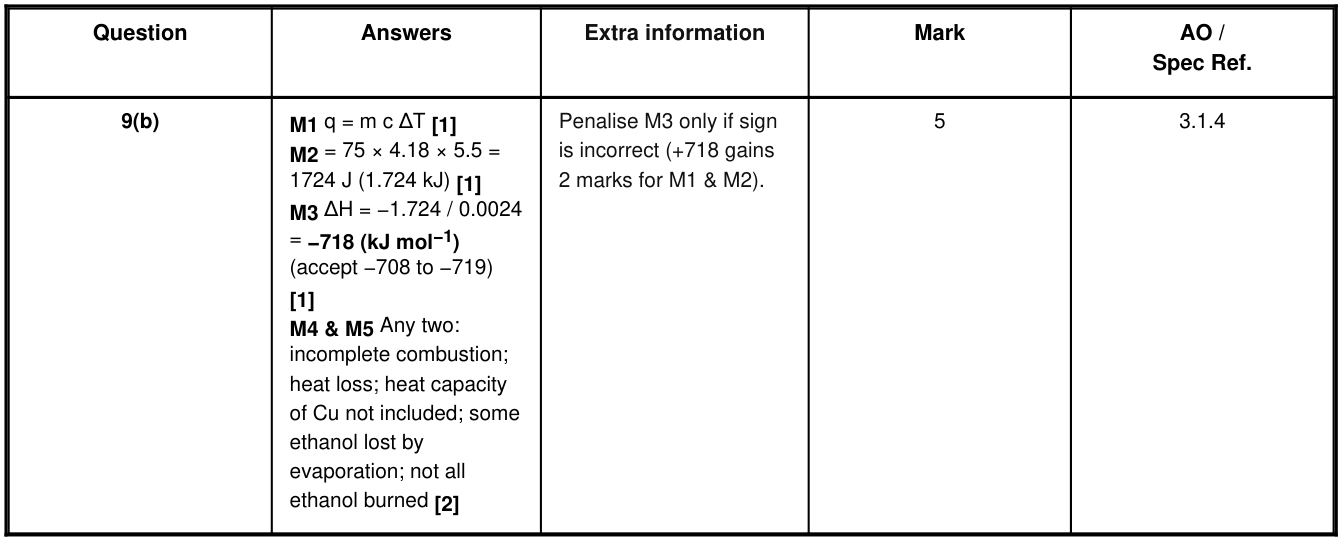 Question Answers Extra information Mark AO /
Spec Ref.
9(b)
M1 q = m c ΔT [1]
M2 = 75 × 4.18 × 5.5 =
1724 J (1.724 kJ) [1]
M3 ΔH = −1.724 / 0.0024
= −718 (kJ mol⁻¹)
(accept −708 to −719)
[1]
M4 & M5 Any two:
incomplete combustion;
heat loss; heat capacity
of Cu not included; some
ethanol lost by
evaporation; not all
ethanol burned [2]
Penalise M3 only if sign
is incorrect (+718 gains
2 marks for M1 & M2).
5
3.1.4